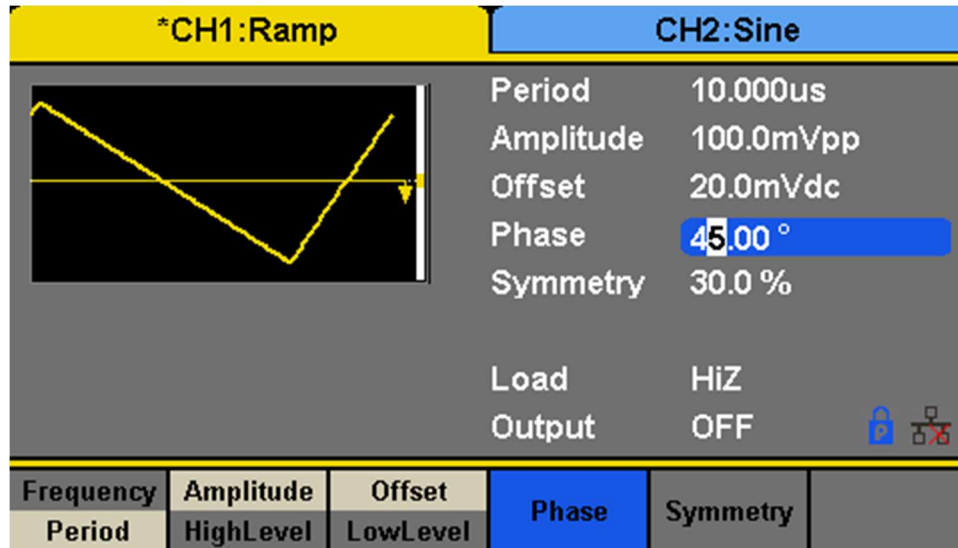 *CH1:Ramp CH2:Sine
Period 10.000us
Amplitude 100.0mVpp
Offset 20.0mVdc
Phase 45.00 °
Symmetry 30.0 %
Load HiZ
Output OFF P
Frequency Amplitude Offset Phase Symmetry
Period HighLevel LowLevel